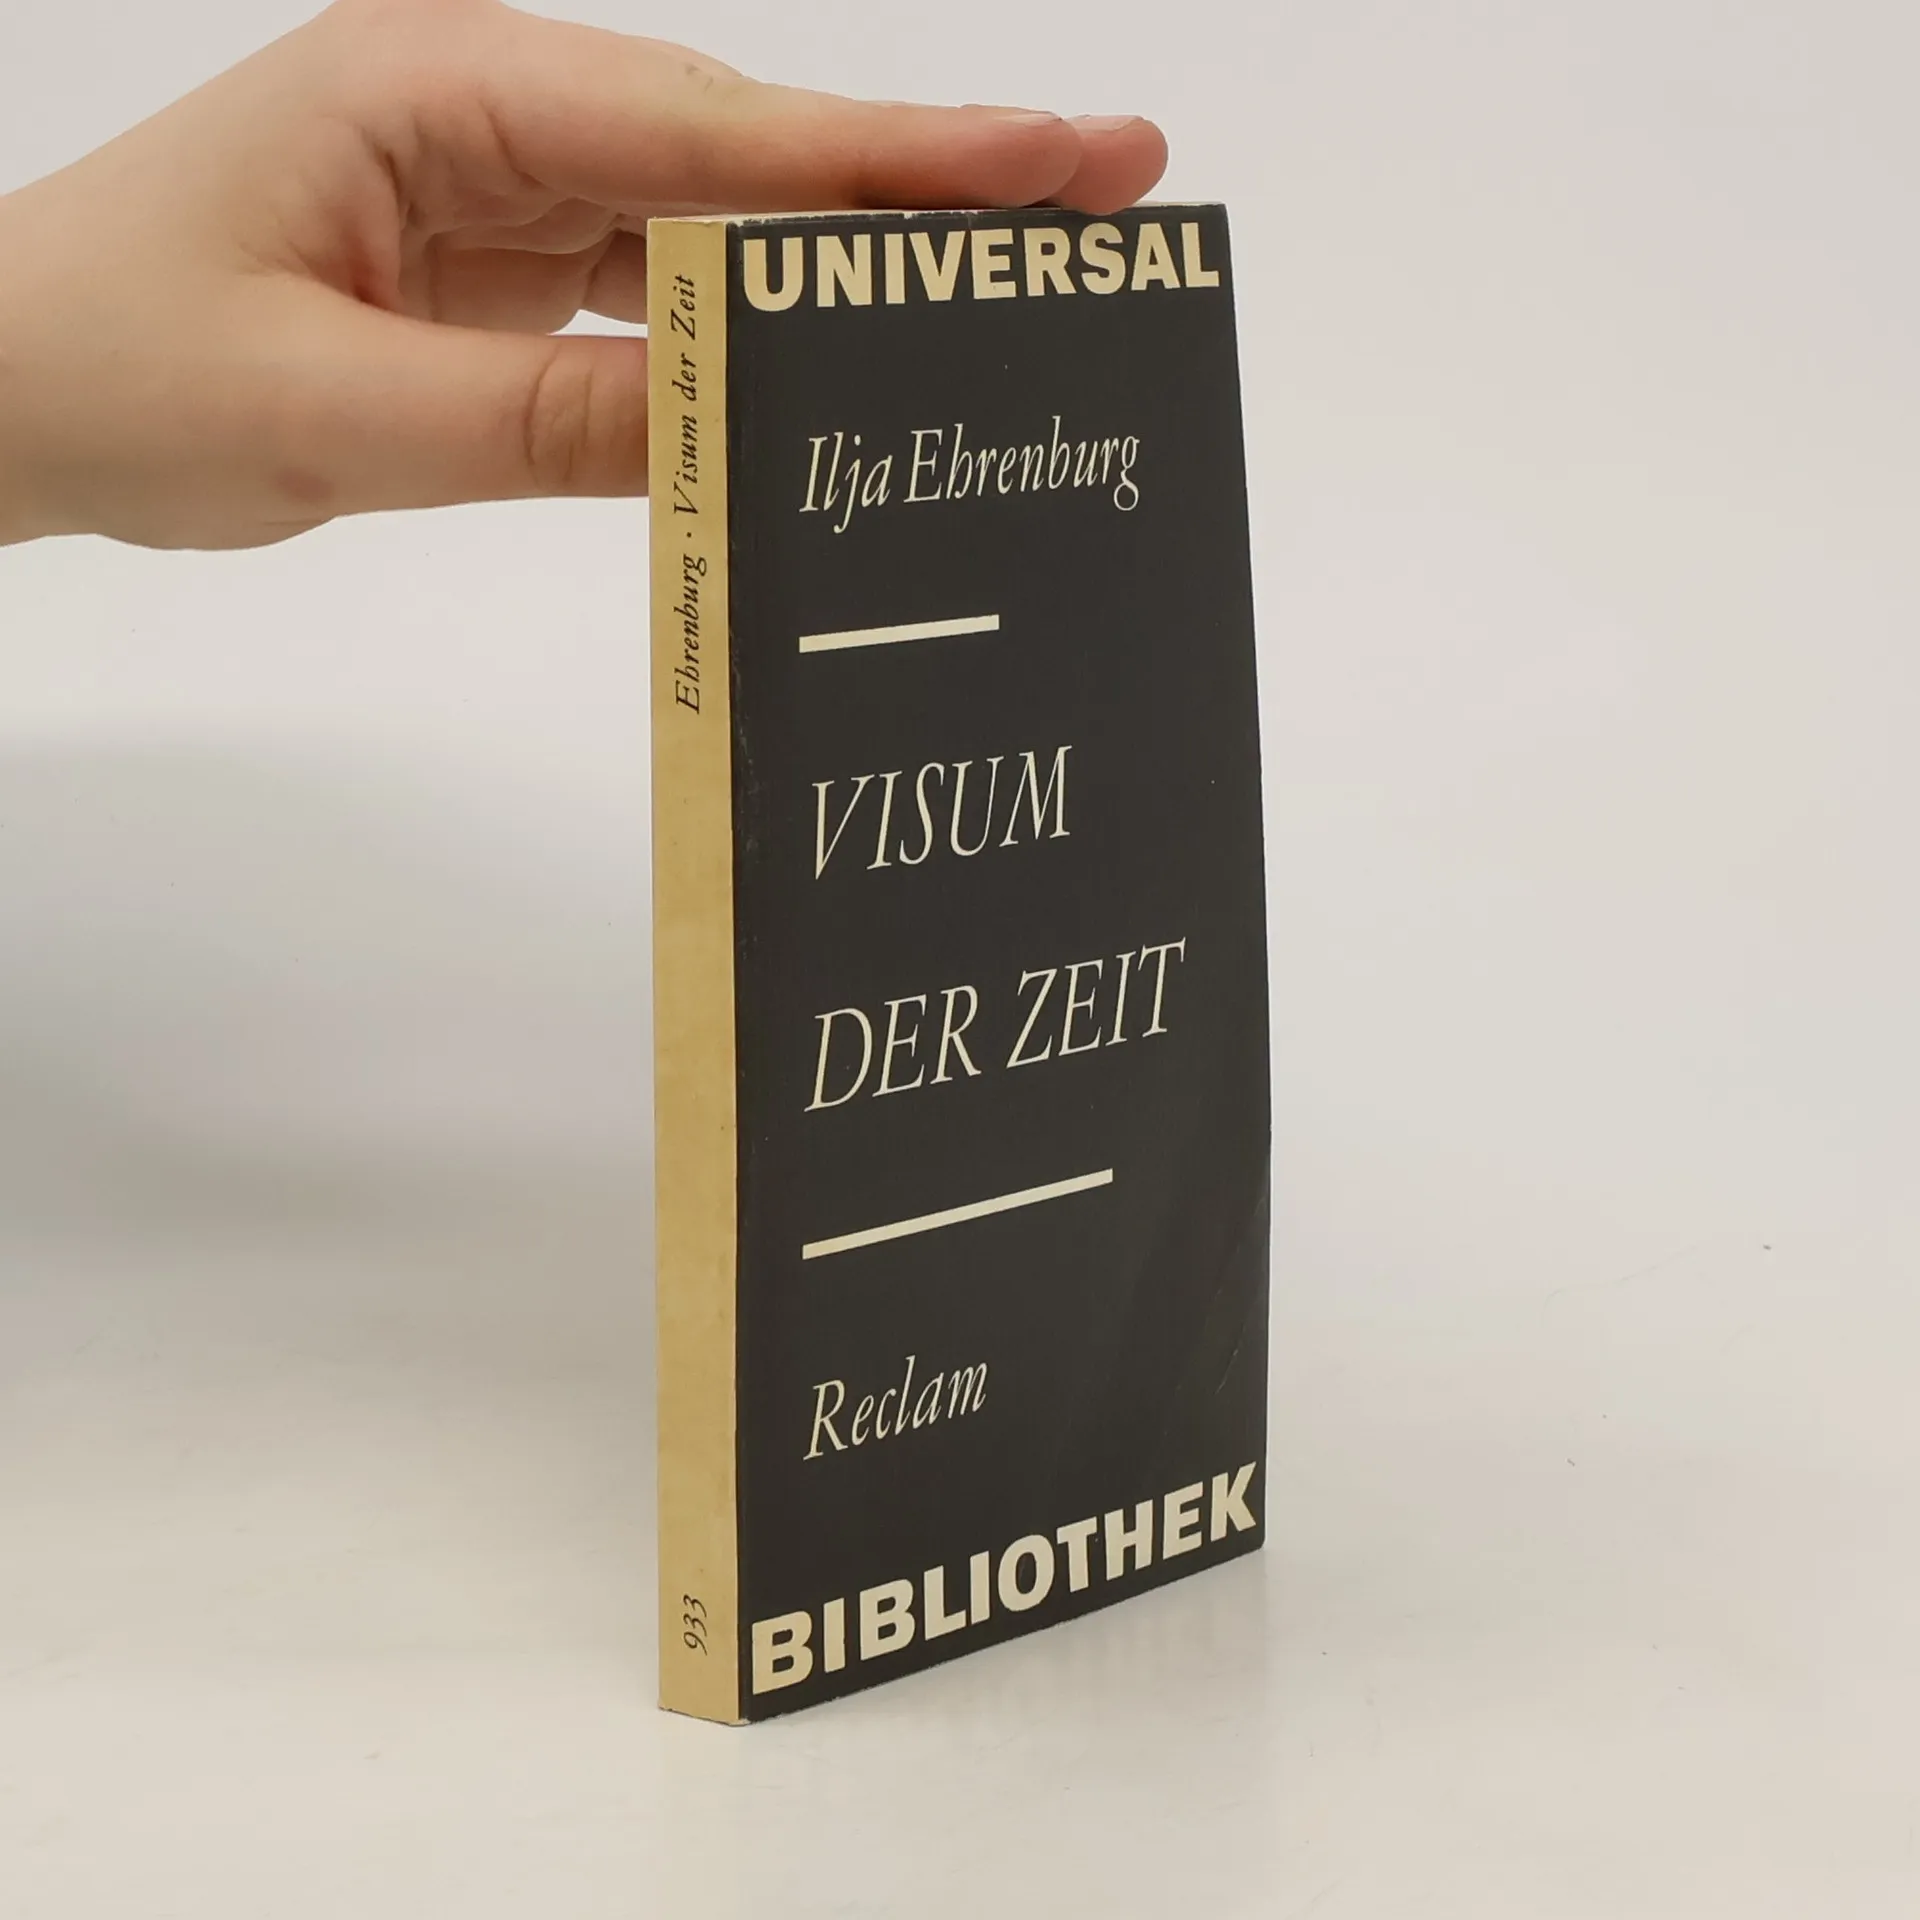 UNIVERSAL
Ilja Ehrenburg
VISUM
DER ZEIT
Reclam
BIBLIOTHEK
Ehrenburg · Visum der Zeit
933